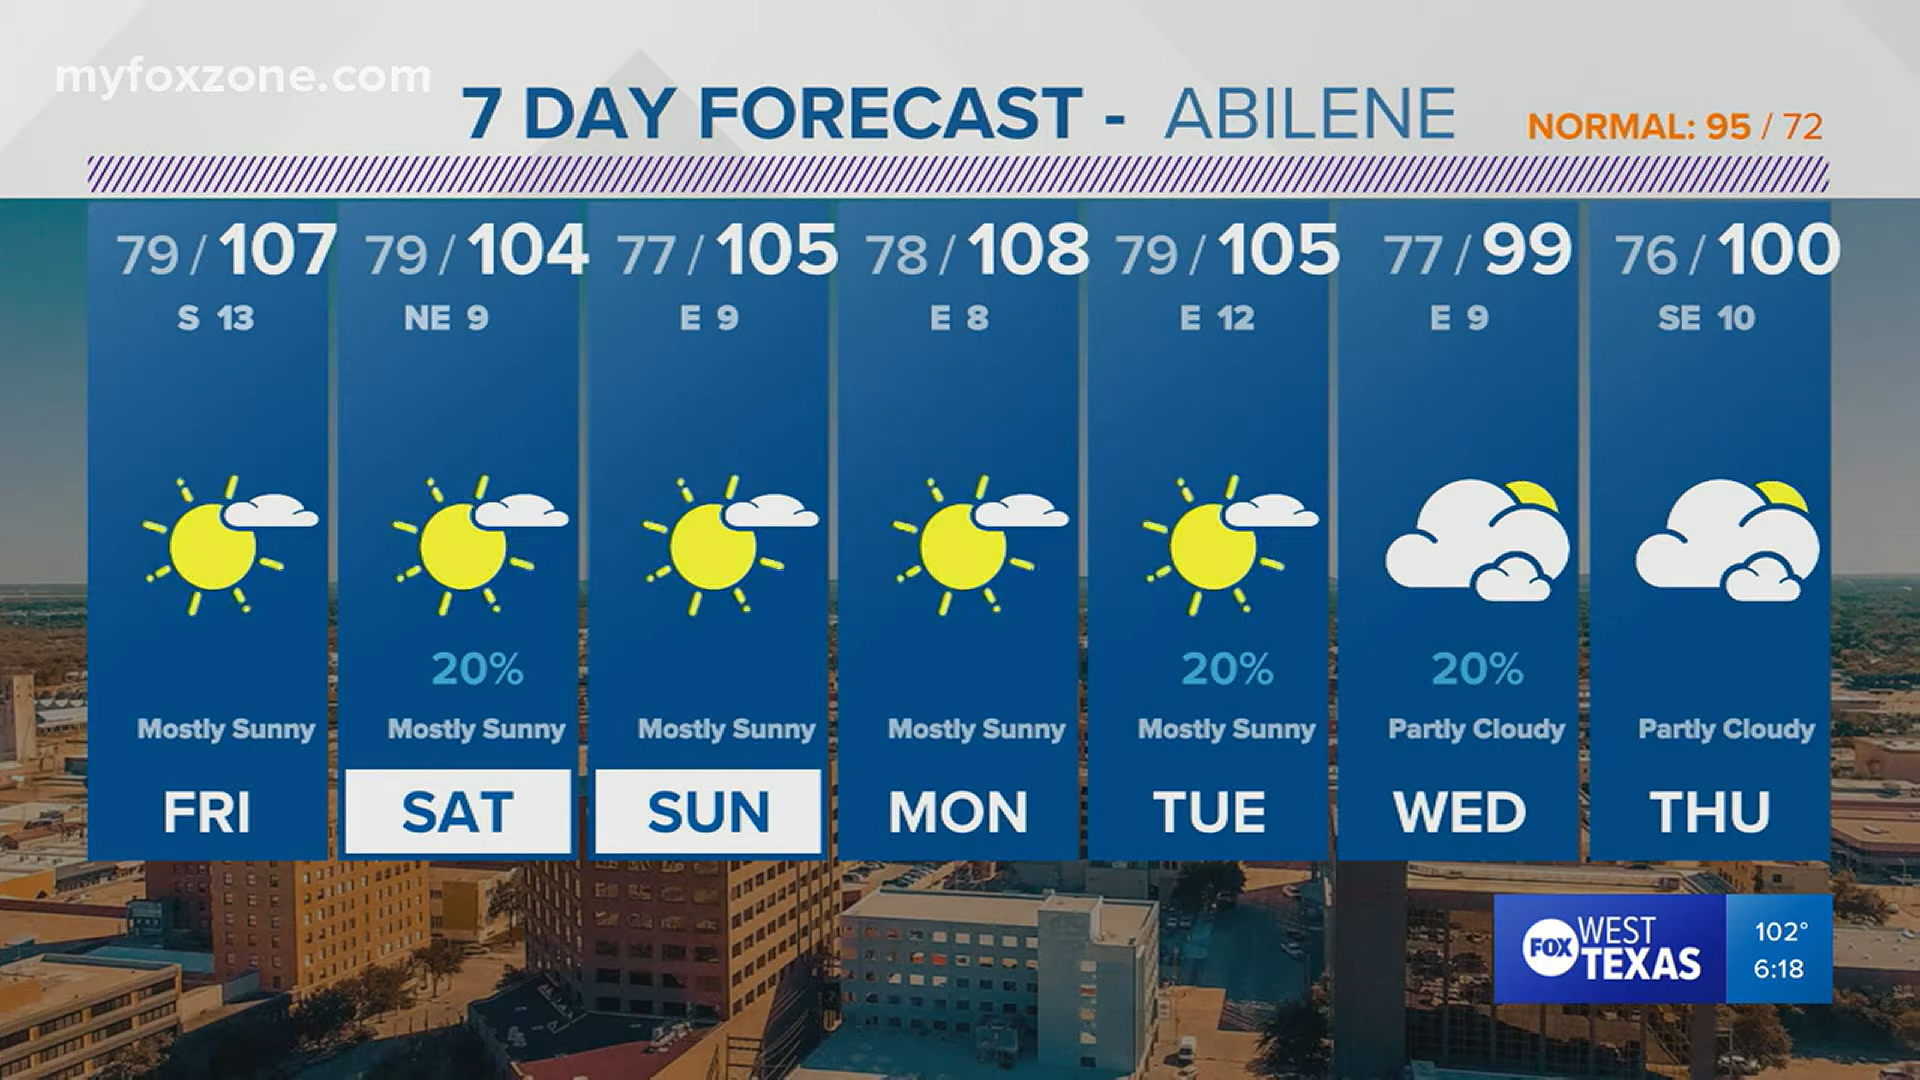 myfoxzone.com
7 DAY FORECAST - ABILENE
NORMAL: 95 / 72
79 / 107
S 13
Mostly Sunny
FRI
79 / 104
NE 9
20%
Mostly Sunny
SAT
77 / 105
E 9
Mostly Sunny
SUN
78 / 108
E 8
Mostly Sunny
MON
79 / 105
E 12
20%
Mostly Sunny
TUE
77 / 99
E 9
20%
Partly Cloudy
WED
76 / 100
SE 10
Partly Cloudy
THU
FOX
WEST
TEXAS
102°
6:18